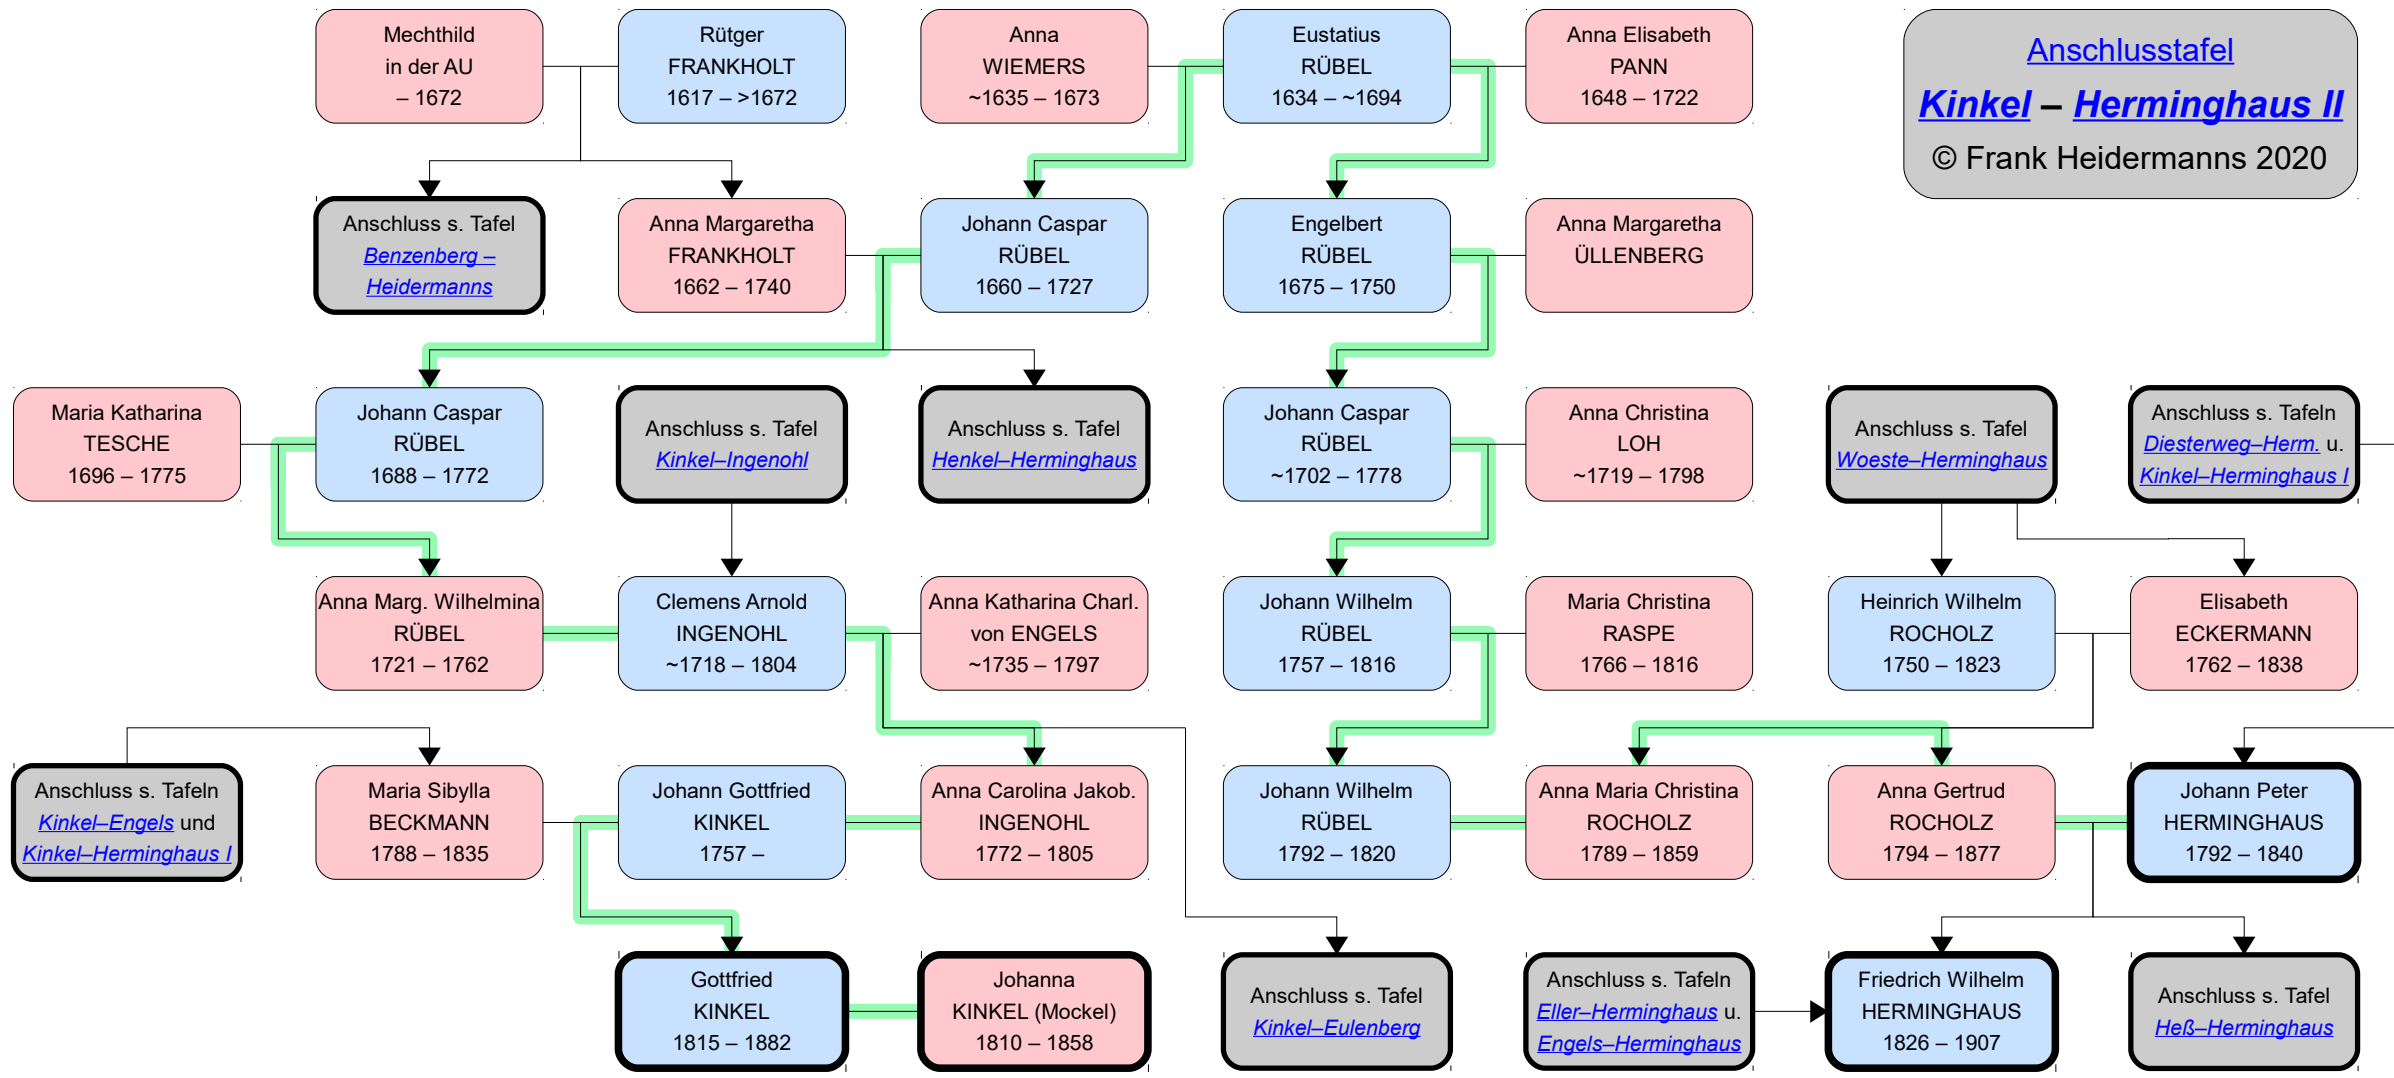 Mechthild
in der AU
– 1672
Rütger
FRANKHOLT
1617 – >1672
Anna
WIEMERS
~1635 – 1673
Eustatius
RÜBEL
1634 – ~1694
Anna Elisabeth
PANN
1648 – 1722
Anschlusstafel
Kinkel – Herminghaus II
© Frank Heidermanns 2020
Anschluss s. Tafel
Benzenberg –
Heidermanns
Anna Margaretha
FRANKHOLT
1662 – 1740
Johann Caspar
RÜBEL
1660 – 1727
Engelbert
RÜBEL
1675 – 1750
Anna Margaretha
ÜLLENBERG
Maria Katharina
TESCHE
1696 – 1775
Johann Caspar
RÜBEL
1688 – 1772
Anschluss s. Tafel
Kinkel–Ingenohl
Anschluss s. Tafel
Henkel–Herminghaus
Johann Caspar
RÜBEL
~1702 – 1778
Anna Christina
LOH
~1719 – 1798
Anschluss s. Tafel
Woeste–Herminghaus
Anschluss s. Tafeln
Diesterweg–Herm. u.
Kinkel–Herminghaus I
Anna Marg. Wilhelmina
RÜBEL
1721 – 1762
Clemens Arnold
INGENOHL
~1718 – 1804
Anna Katharina Charl.
von ENGELS
~1735 – 1797
Johann Wilhelm
RÜBEL
1757 – 1816
Maria Christina
RASPE
1766 – 1816
Heinrich Wilhelm
ROCHOLZ
1750 – 1823
Elisabeth
ECKERMANN
1762 – 1838
Anschluss s. Tafeln
Kinkel–Engels und
Kinkel–Herminghaus I
Maria Sibylla
BECKMANN
1788 – 1835
Johann Gottfried
KINKEL
1757 –
Anna Carolina Jakob.
INGENOHL
1772 – 1805
Johann Wilhelm
RÜBEL
1792 – 1820
Anna Maria Christina
ROCHOLZ
1789 – 1859
Anna Gertrud
ROCHOLZ
1794 – 1877
Johann Peter
HERMINGHAUS
1792 – 1840
Gottfried
KINKEL
1815 – 1882
Johanna
KINKEL (Mockel)
1810 – 1858
Anschluss s. Tafel
Kinkel–Eulenberg
Anschluss s. Tafeln
Eller–Herminghaus u.
Engels–Herminghaus
Friedrich Wilhelm
HERMINGHAUS
1826 – 1907
Anschluss s. Tafel
Heß–Herminghaus